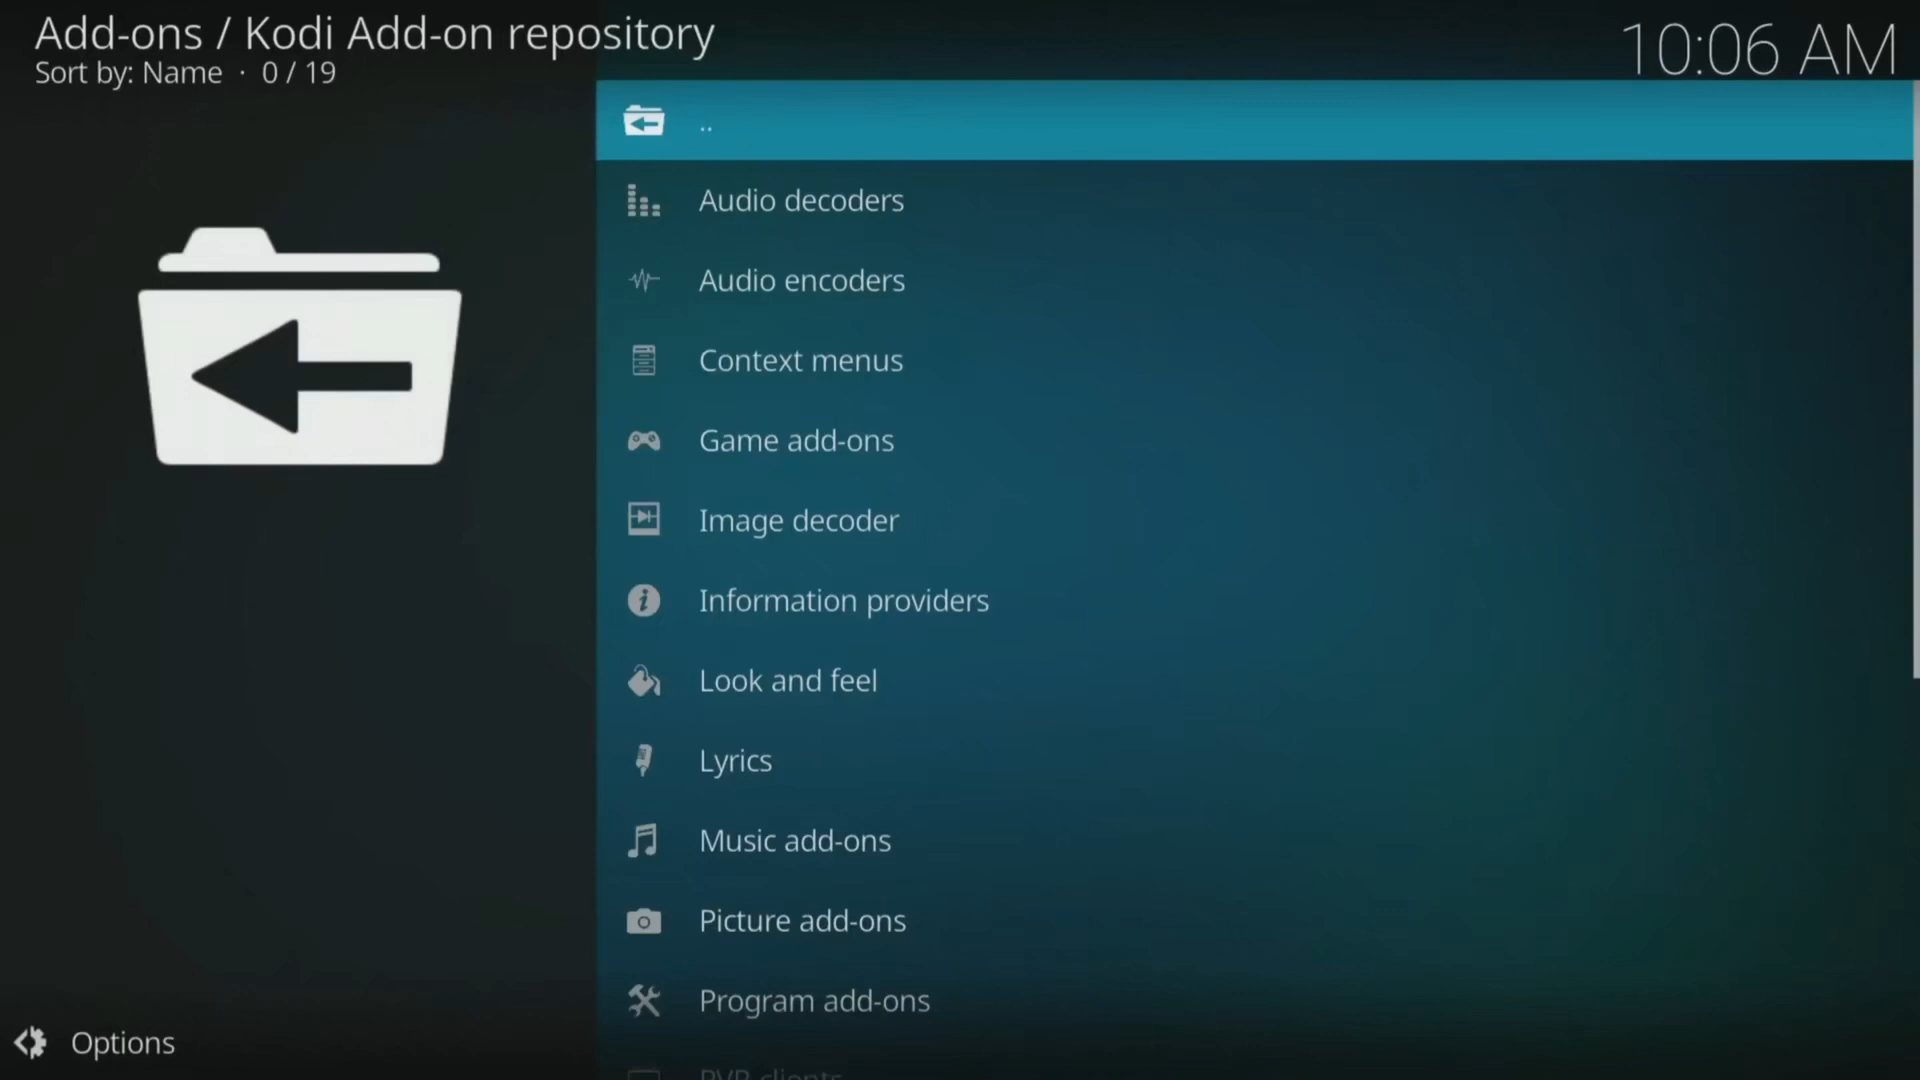 Add-ons / Kodi Add-on repository
Sort by: Name · 0 / 19
10:06 AM
..
Audio decoders
Audio encoders
Context menus
Game add-ons
Image decoder
Information providers
Look and feel
Lyrics
Music add-ons
Picture add-ons
Program add-ons
PVR clients
Options